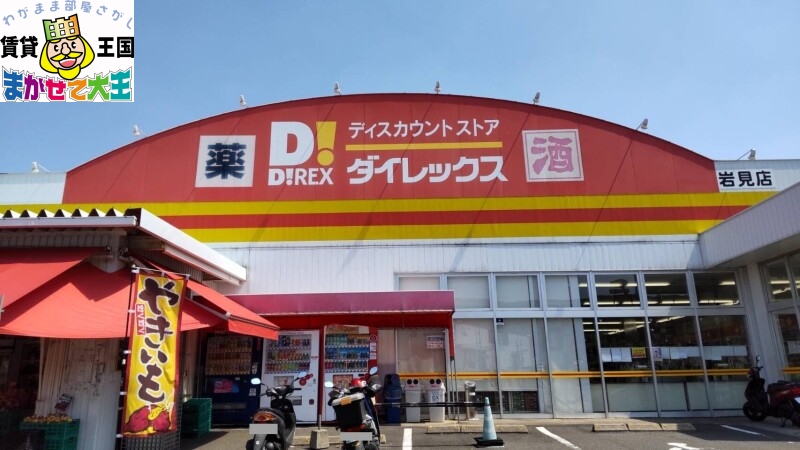 わがまま部屋さがし
賃貸王国
まかせて大王
薬
D!
D!REX
ディスカウントストア
ダイレックス
酒
岩見店
やきいも